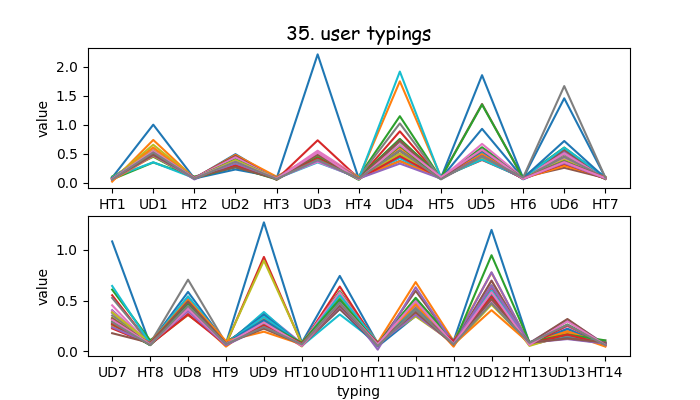 35. user typings
value
2.0
1.5
1.0
0.5
0.0
HT1 UD1 HT2 UD2 HT3 UD3 HT4 UD4 HT5 UD5 HT6 UD6 HT7
value
1.0
0.5
0.0
UD7 HT8 UD8 HT9 UD9 HT10 UD10 HT11 UD11 HT12 UD12 HT13 UD13 HT14
typing